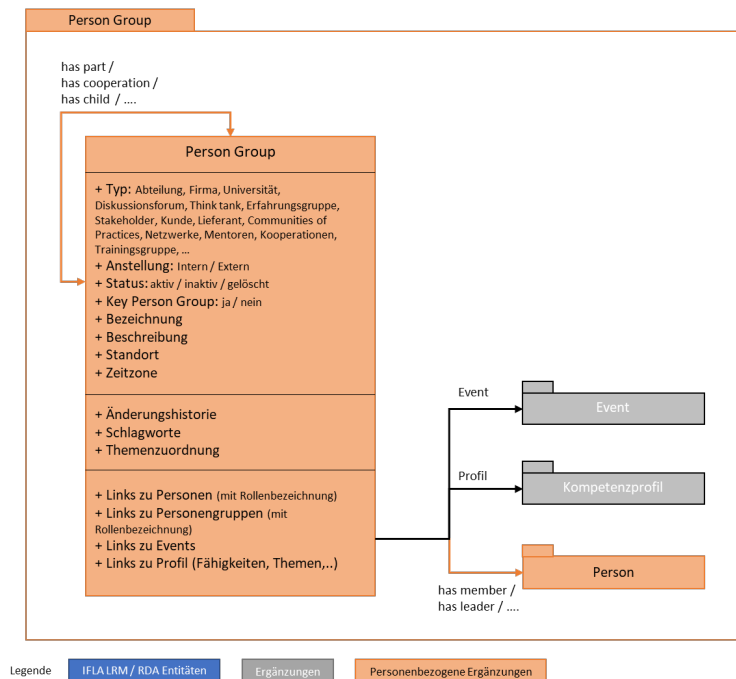 Person Group
has part /
has cooperation /
has child / ....
Person Group
+ Typ: Abteilung, Firma, Universität,
Diskussionsforum, Think tank, Erfahrungsgruppe,
Stakeholder, Kunde, Lieferant, Communities of
Practices, Netzwerke, Mentoren, Kooperationen,
Trainingsgruppe, ...
+ Anstellung: Intern / Extern
+ Status: aktiv / inaktiv / gelöscht
+ Key Person Group: ja / nein
+ Bezeichnung
+ Beschreibung
+ Standort
+ Zeitzone
+ Änderungshistorie
+ Schlagworte
+ Themenzuordnung
+ Links zu Personen (mit Rollenbezeichnung)
+ Links zu Personengruppen (mit
Rollenbezeichnung)
+ Links zu Events
+ Links zu Profil (Fähigkeiten, Themen,..)
Event
Event
Profil
Kompetenzprofil
Person
has member /
has leader / ....
Legende
IFLA LRM / RDA Entitäten
Ergänzungen
Personenbezogene Ergänzungen